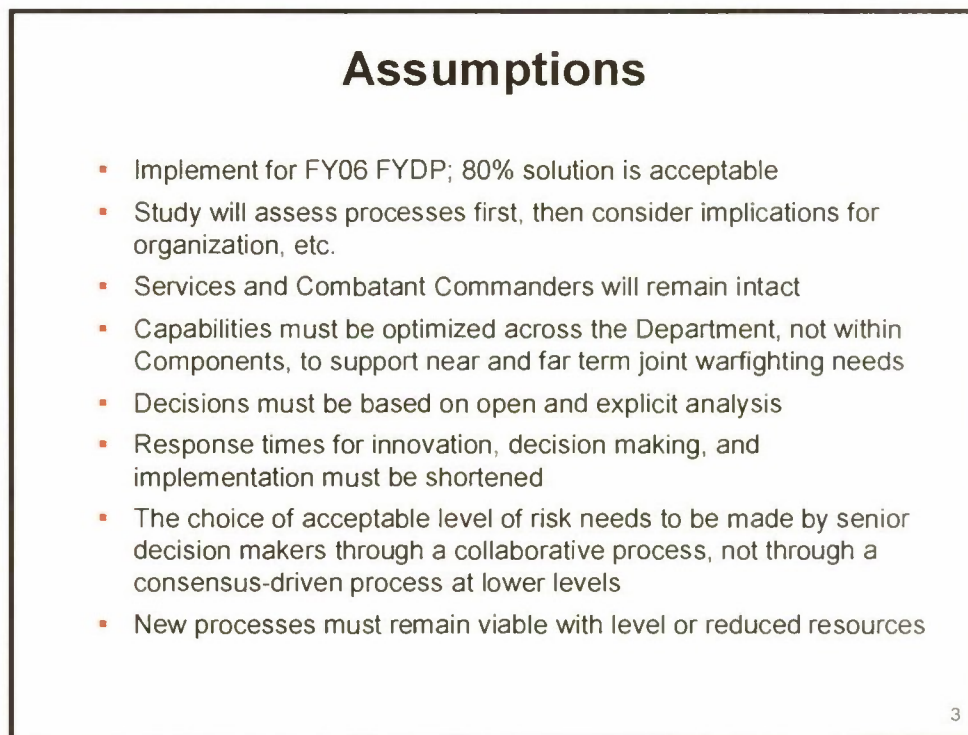 Assumptions
▪ Implement for FY06 FYDP; 80% solution is acceptable
▪ Study will assess processes first, then consider implications for
organization, etc.
▪ Services and Combatant Commanders will remain intact
▪ Capabilities must be optimized across the Department, not within
Components, to support near and far term joint warfighting needs
▪ Decisions must be based on open and explicit analysis
▪ Response times for innovation, decision making, and
implementation must be shortened
▪ The choice of acceptable level of risk needs to be made by senior
decision makers through a collaborative process, not through a
consensus-driven process at lower levels
▪ New processes must remain viable with level or reduced resources
3